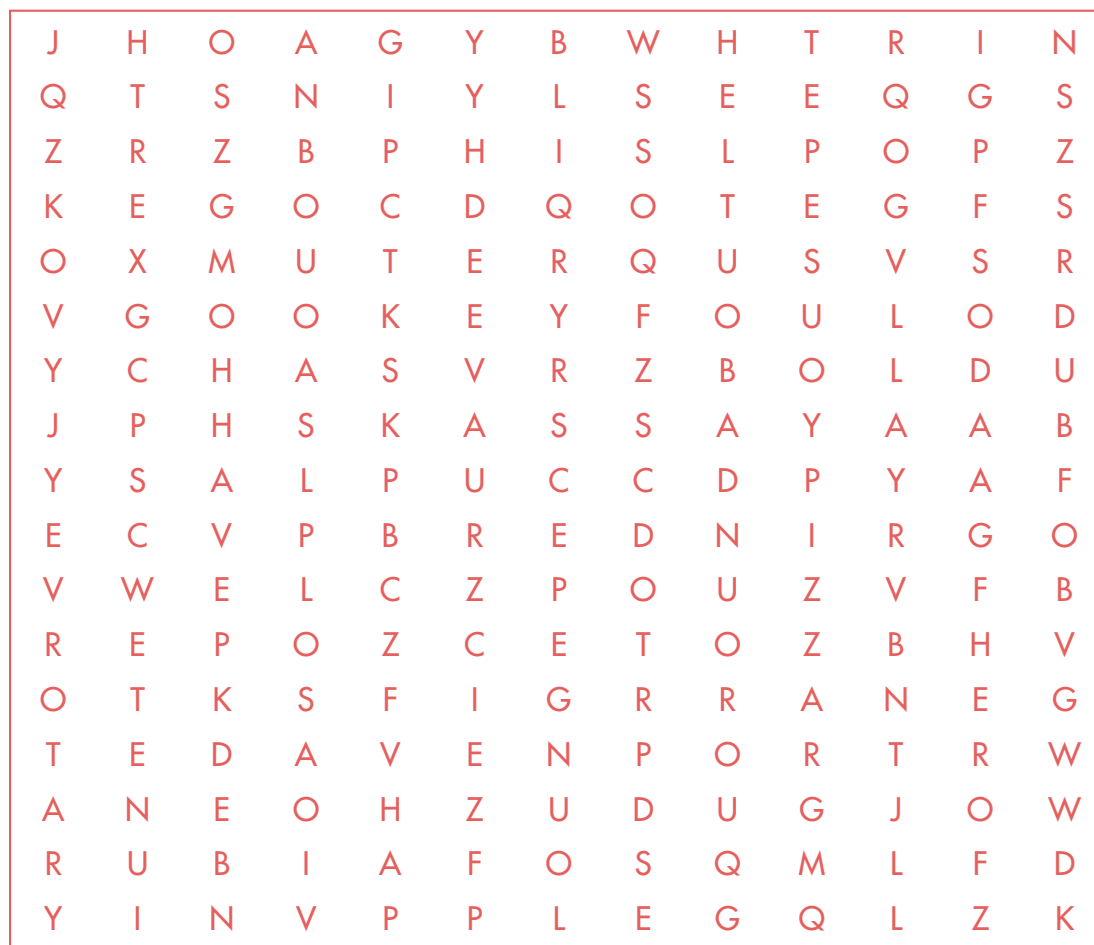 J H O A G Y B W H T R I N
Q T S N I Y L S E E Q G S
Z R Z B P H I S L P O P Z
K E G O C D Q O T E G F S
O X M U T E R Q U S V S R
V G O O K E Y F O U L O D
Y C H A S V R Z B O L D U
J P H S K A S S A Y A A B
Y S A L P U C C D P Y A F
E C V P B R E D N I R G O
V W E L C Z P O U Z V F B
R E P O Z C E T O Z B H V
O T K S F I G R R A N E G
T E D A V E N P O R T R W
A N E O H Z U D U G J O W
R U B I A F O S Q M L F D
Y I N V P P L E G Q L Z K